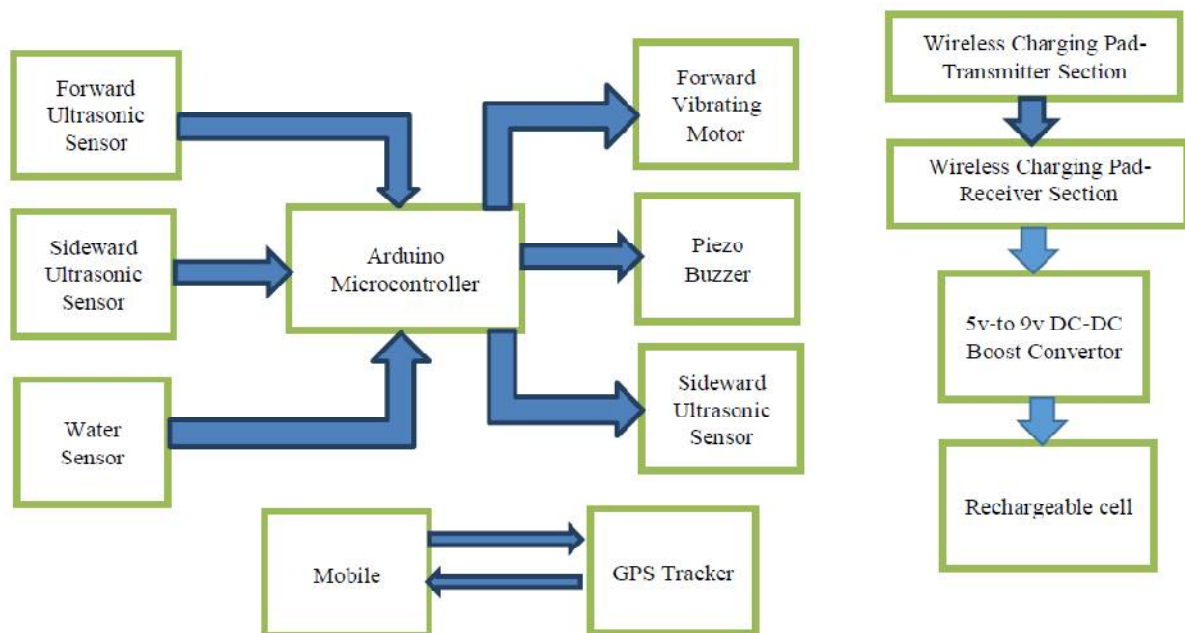 Forward
Ultrasonic
Sensor
Sideward
Ultrasonic
Sensor
Water
Sensor
Arduino
Microcontroller
Forward
Vibrating
Motor
Piezo
Buzzer
Sideward
Ultrasonic
Sensor
Mobile
GPS Tracker
Wireless Charging Pad-
Transmitter Section
Wireless Charging Pad-
Receiver Section
5v-to 9v DC-DC
Boost Convertor
Rechargeable cell